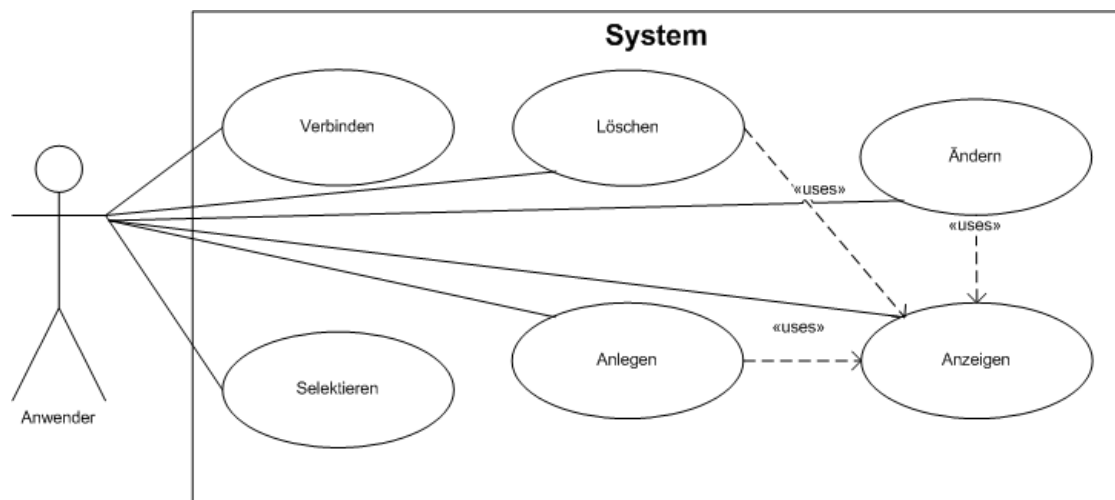 System
Verbinden
Löschen
Ändern
«uses»
«uses»
«uses»
Selektieren
Anlegen
Anzeigen
Anwender